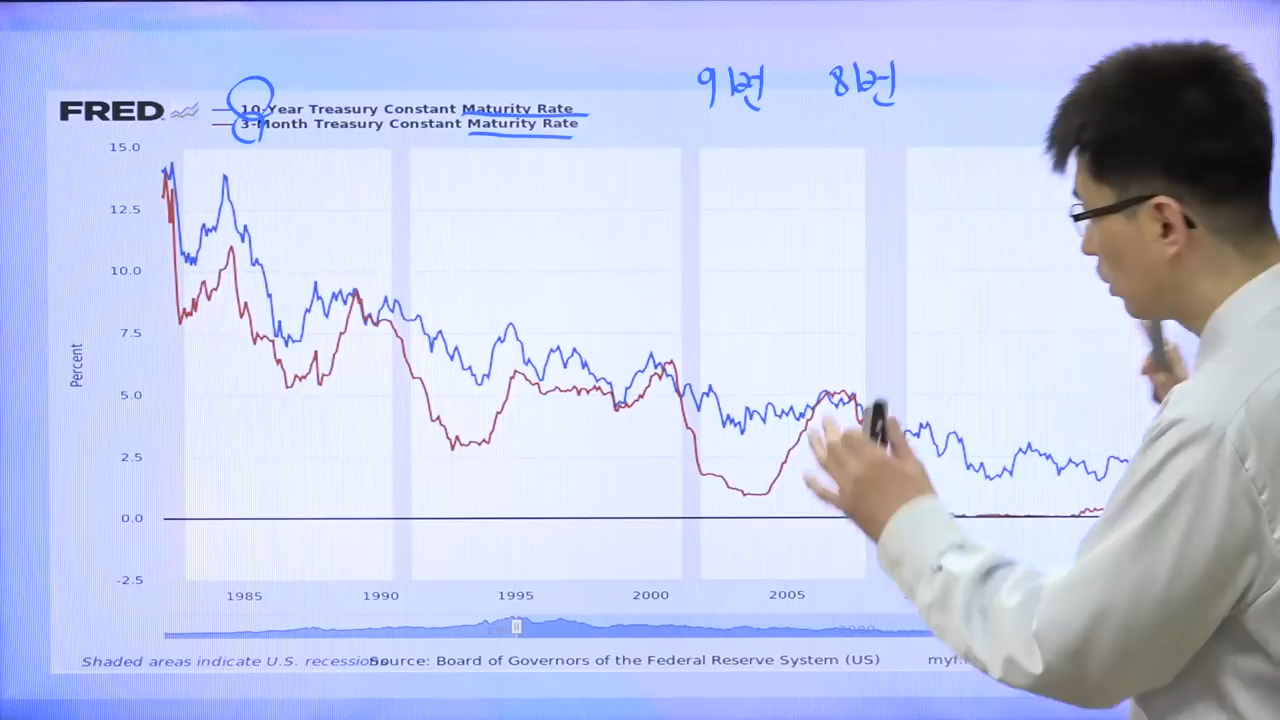 9번 8번
FRED
10-Year Treasury Constant Maturity Rate
3-Month Treasury Constant Maturity Rate
15.0
12.5
10.0
7.5
5.0
2.5
0.0
-2.5
Percent
1985 1990 1995 2000 2005
Shaded areas indicate U.S. recessions Source: Board of Governors of the Federal Reserve System (US) myf.